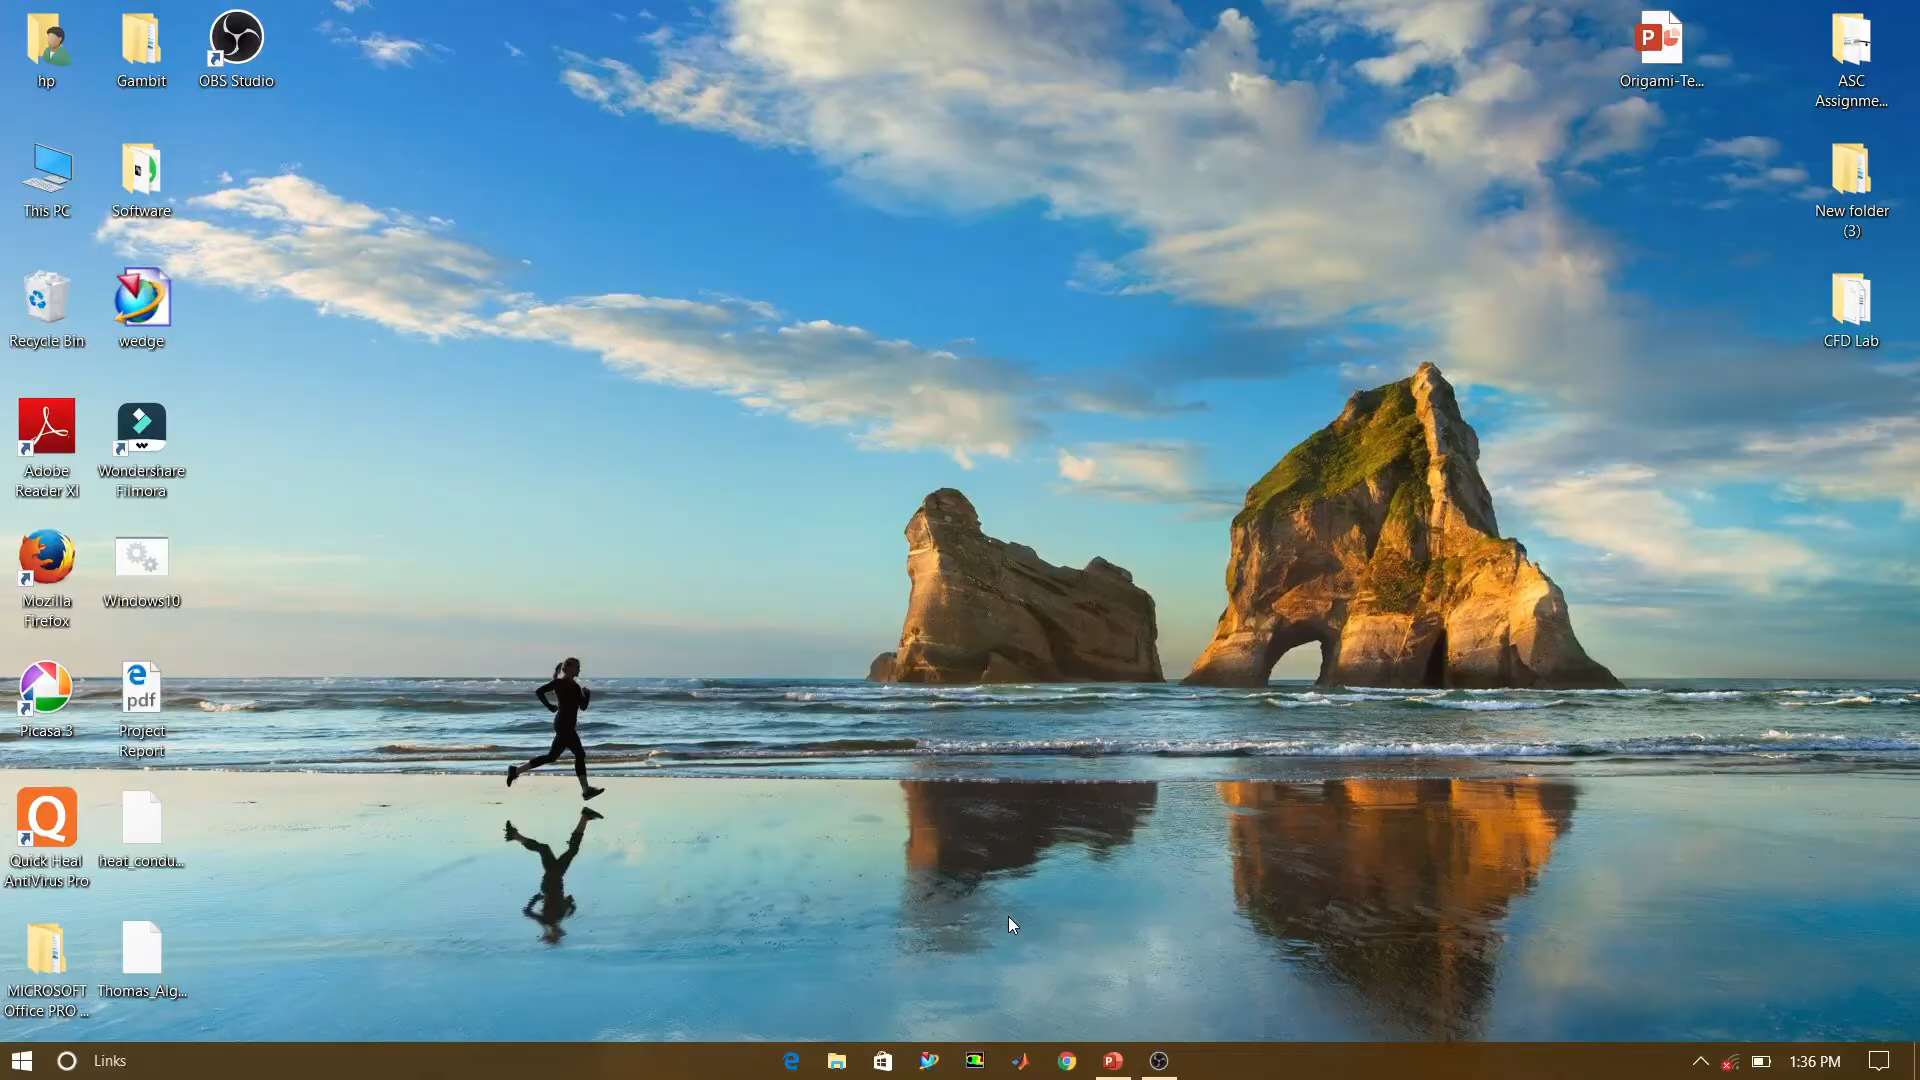 hp
Gambit
OBS Studio
Origami-Te...
ASC
Assignme...
This PC
Software
New folder
(3)
Recycle Bin
wedge
CFD Lab
Adobe
Reader XI
Wondershare
Filmora
Mozilla
Firefox
Windows10
Picasa 3
pdf
Project
Report
Quick Heal
AntiVirus Pro
heat_condu...
MICROSOFT
Office PRO ...
Thomas_Alg...
Links
1:36 PM